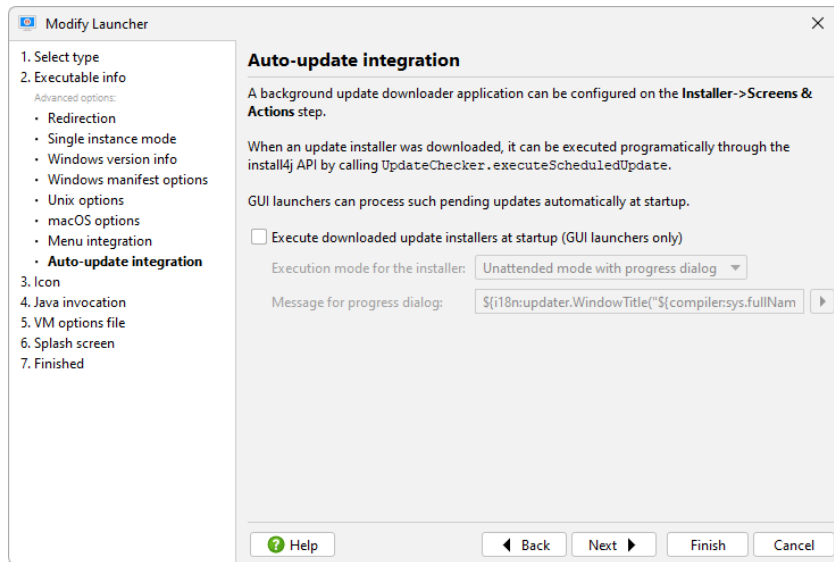 Modify Launcher
1. Select type
2. Executable info
Advanced options:
• Redirection
• Single instance mode
• Windows version info
• Windows manifest options
• Unix options
• macOS options
• Menu integration
• Auto-update integration
3. Icon
4. Java invocation
5. VM options file
6. Splash screen
7. Finished
Auto-update integration
A background update downloader application can be configured on the Installer->Screens &
Actions step.
When an update installer was downloaded, it can be executed programatically through the
install4j API by calling UpdateChecker.executeScheduledUpdate.
GUI launchers can process such pending updates automatically at startup.
Execute downloaded update installers at startup (GUI launchers only)
Execution mode for the installer: Unattended mode with progress dialog
Message for progress dialog: ${i18n:updater.WindowTitle("${compiler:sys.fullNam
Help Back Next Finish Cancel